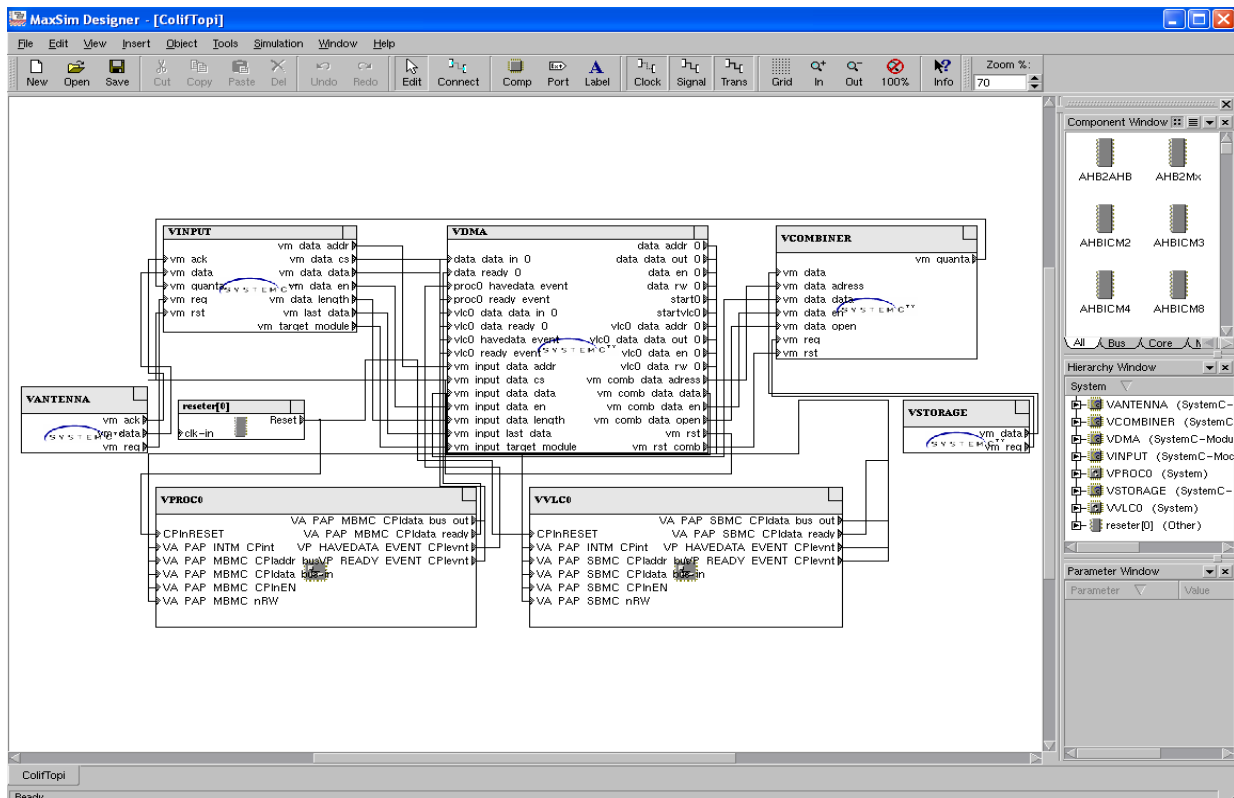 MaxSim Designer - [ColifTopi]
File Edit View Insert Object Tools Simulation Window Help
New Open Save Cut Copy Paste Del Undo Redo Edit Connect Comp Port Label Clock Signal Trans Grid In Out 100% Info Zoom %: 70
Component Window
AHB2AHB AHB2Mx
AHBICM2 AHBICM3
AHBICM4 AHBICM8
All Bus Core
Hierarchy Window
System
VANTENNA (SystemC-
VCOMBINER (SystemC
VDMA (SystemC-Modu
VINPUT (SystemC-Moc
VPROC0 (System)
VSTORAGE (SystemC-
VVLC0 (System)
reseter[0] (Other)
Parameter Window
Parameter Value
VINPUT
vm data addr
vm ack vm data cs
vm data vm data data
vm quanta vm data en
vm req vm data length
vm rst vm last data
vm target module
SYSTEMC
VDMA
data addr 0
data data in 0 data data out 0
data ready 0 data en 0
proc0 havedata event data rw 0
proc0 ready event start0
vlc0 data data in 0 startvlc0
vlc0 data ready 0 vlc0 data addr 0
vlc0 havedata event vlc0 data data out 0
vlc0 ready event vlc0 data en 0
vm input data addr vlc0 data rw 0
vm input data cs vm comb data adress
vm input data data vm comb data data
vm input data en vm comb data en
vm input data length vm comb data open
vm input last data vm rst
vm input target module vm rst comb
SYSTEMC
VCOMBINER
vm quanta
vm data
vm data adress
vm data data
vm data en
vm data open
vm req
vm rst
SYSTEMC
VANTENNA
vm ack
vm data
vm req
SYSTEMC
reseter[0]
Reset
clk-in
VSTORAGE
vm data
vm req
SYSTEMC
VPROC0
VA PAP MBMC CPIdata bus out
CPInRESET VA PAP MBMC CPIdata ready
VA PAP INTM CPint VP HAVEDATA EVENT CPIevnt
VA PAP MBMC CPIaddr bus VP READY EVENT CPIevnt
VA PAP MBMC CPIdata bus-in
VA PAP MBMC CPInEN
VA PAP MBMC nRW
VVLC0
VA PAP SBMC CPIdata bus out
CPInRESET VA PAP SBMC CPIdata ready
VA PAP INTM CPint VP HAVEDATA EVENT CPIevnt
VA PAP SBMC CPIaddr bus VP READY EVENT CPIevnt
VA PAP SBMC CPIdata bus-in
VA PAP SBMC CPInEN
VA PAP SBMC nRW
ColifTopi
Ready